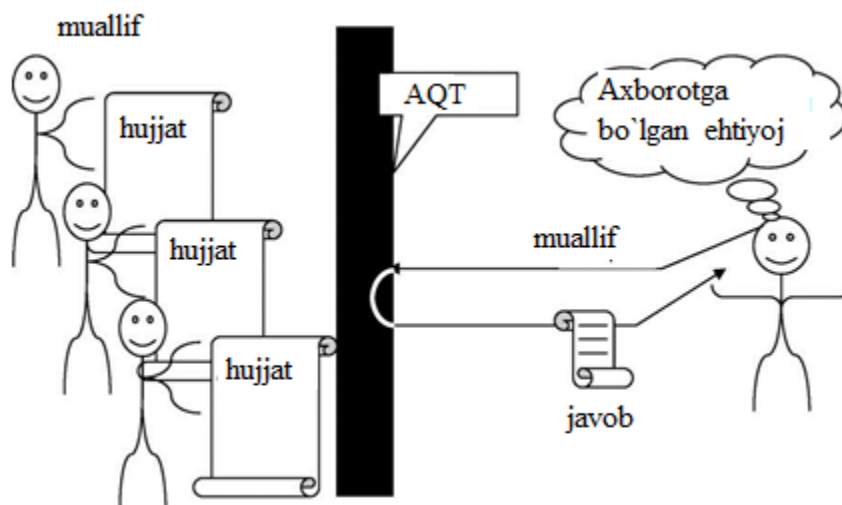 muallif
hujjat
hujjat
hujjat
AQT
Axborotga
bo`lgan ehtiyoj
muallif
javob